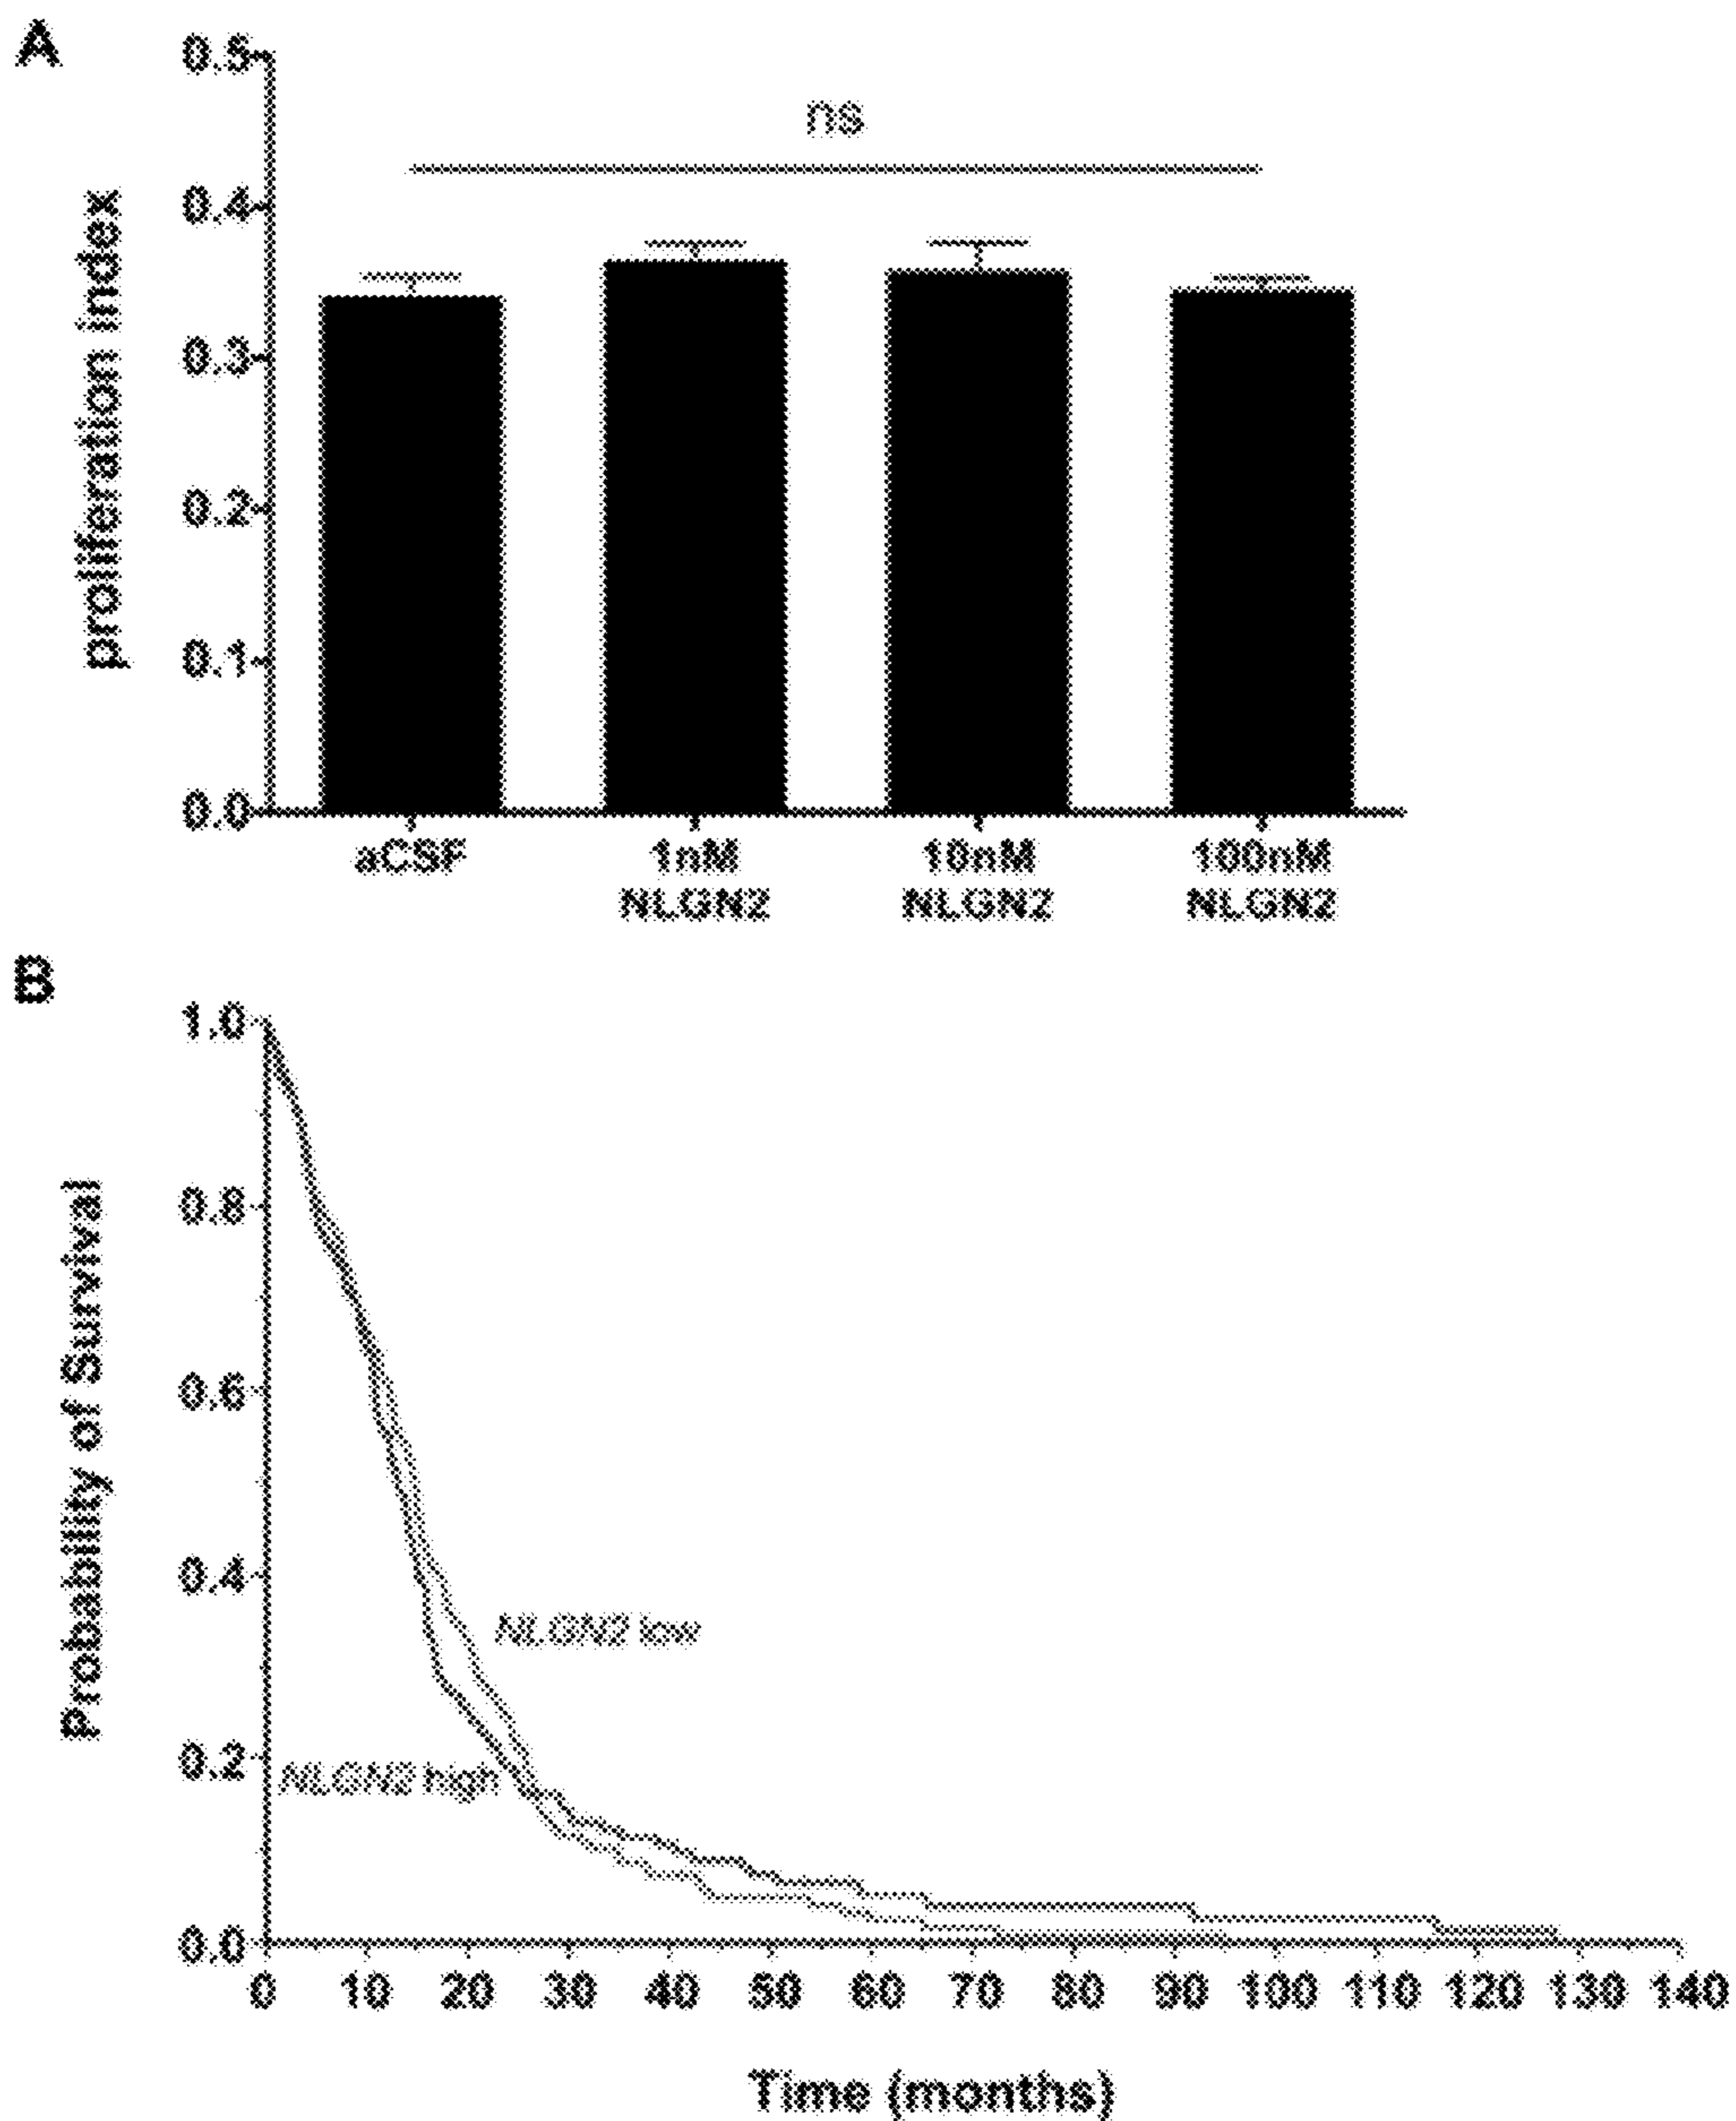 A
0.5
0.4
0.3
0.2
0.1
0.0
proliferation index
ns
aCSF
1nM
NLGN2
10nM
NLGN2
100nM
NLGN2
B
1.0
0.8
0.6
0.4
0.2
0.0
Probability of Survival
NLGN2 low
NLGN2 high
0 10 20 30 40 50 60 70 80 90 100 110 120 130 140
Time (months)